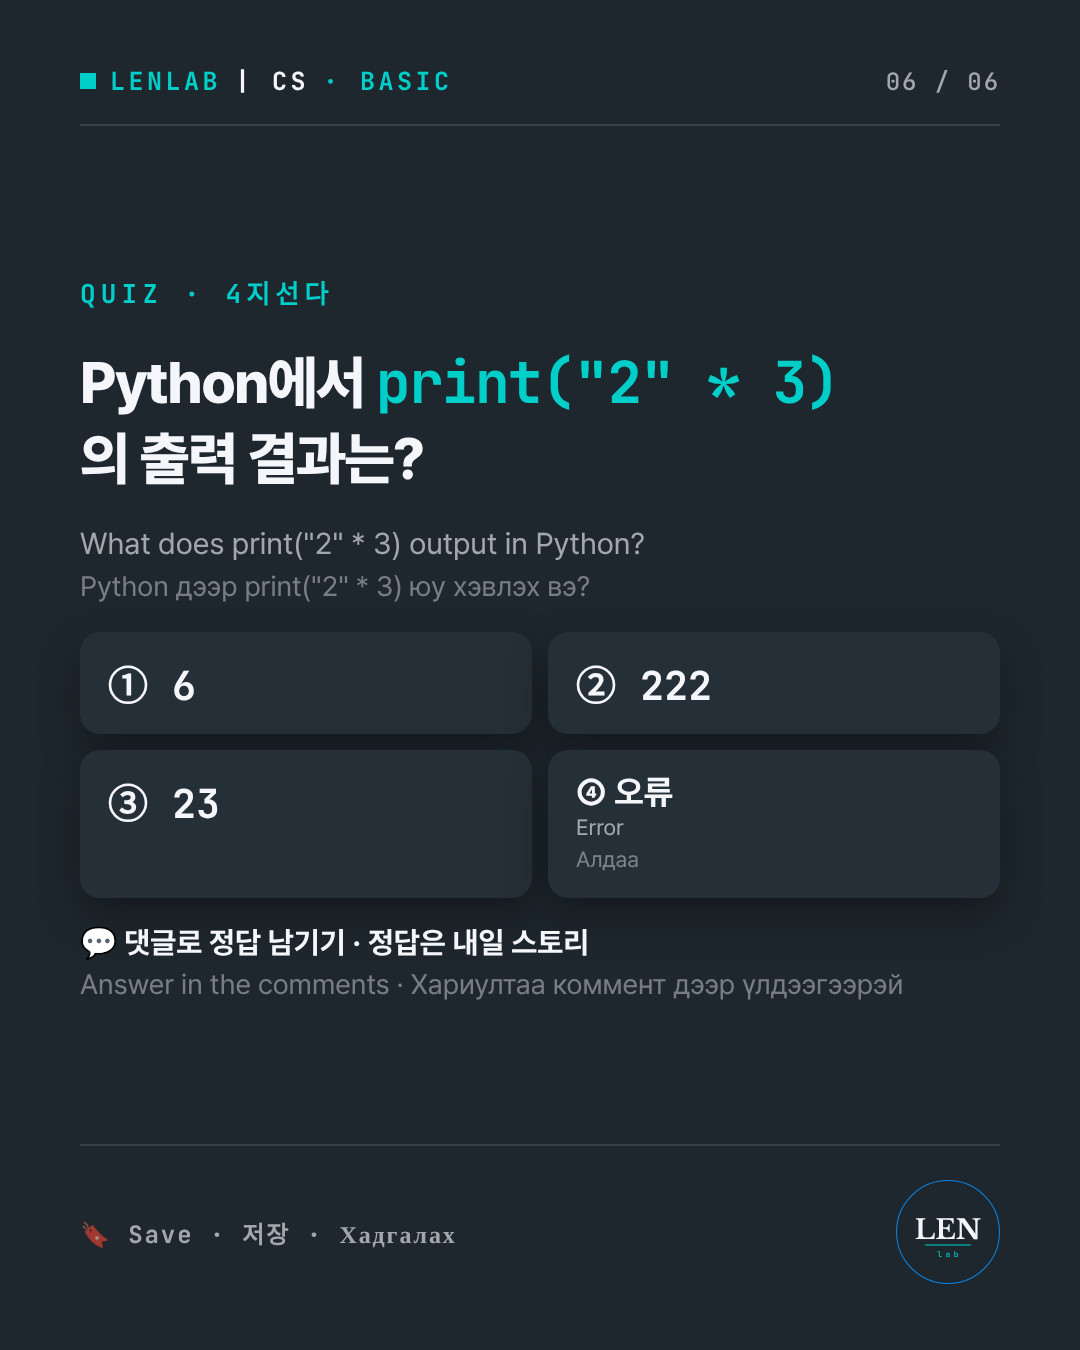 LENLAB | CS · BASIC
06 / 06
QUIZ · 4지선다
Python에서 print("2" * 3)
의 출력 결과는?
What does print("2" * 3) output in Python?
Python дээр print("2" * 3) юу хэвлэх вэ?
① 6
② 222
③ 23
❹ 오류
Error
Алдаа
💬 댓글로 정답 남기기 · 정답은 내일 스토리
Answer in the comments · Хариултаа коммент дээр үлдээгээрэй
🔖 Save · 저장 · Хадгалах
LEN
lab